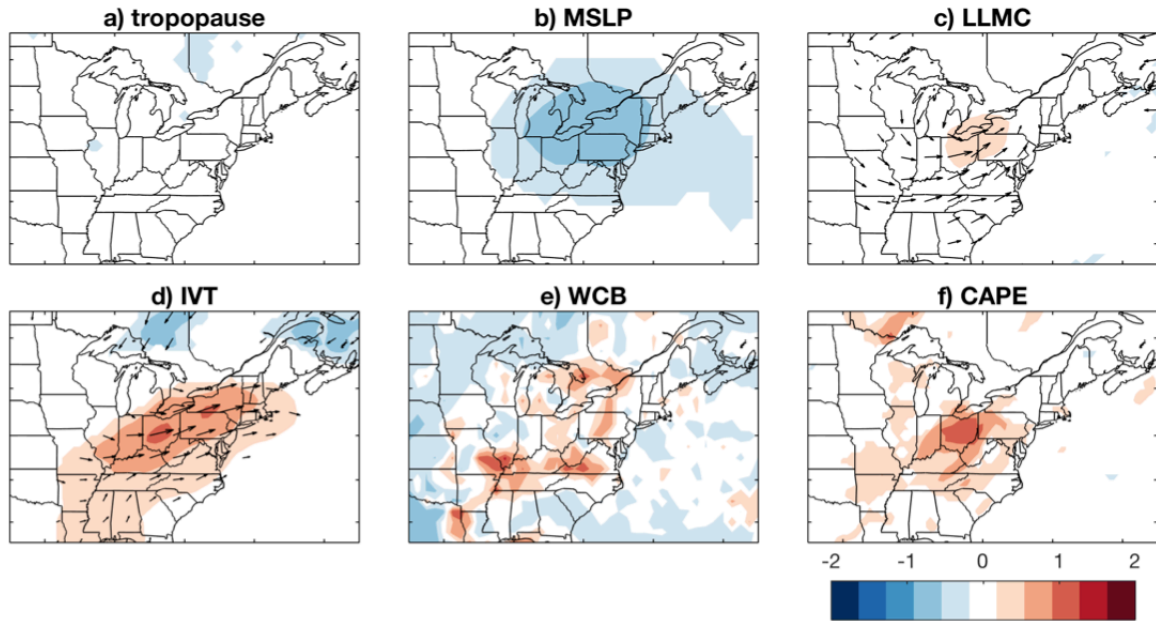 a) tropopause
b) MSLP
c) LLMC
d) IVT
e) WCB
f) CAPE
-2 -1 0 1 2